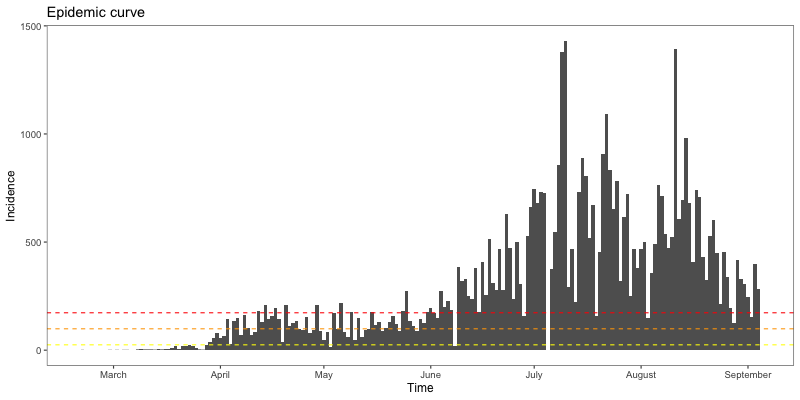 Epidemic curve
Incidence
1500
1000
500
0
March April May June July August September
Time